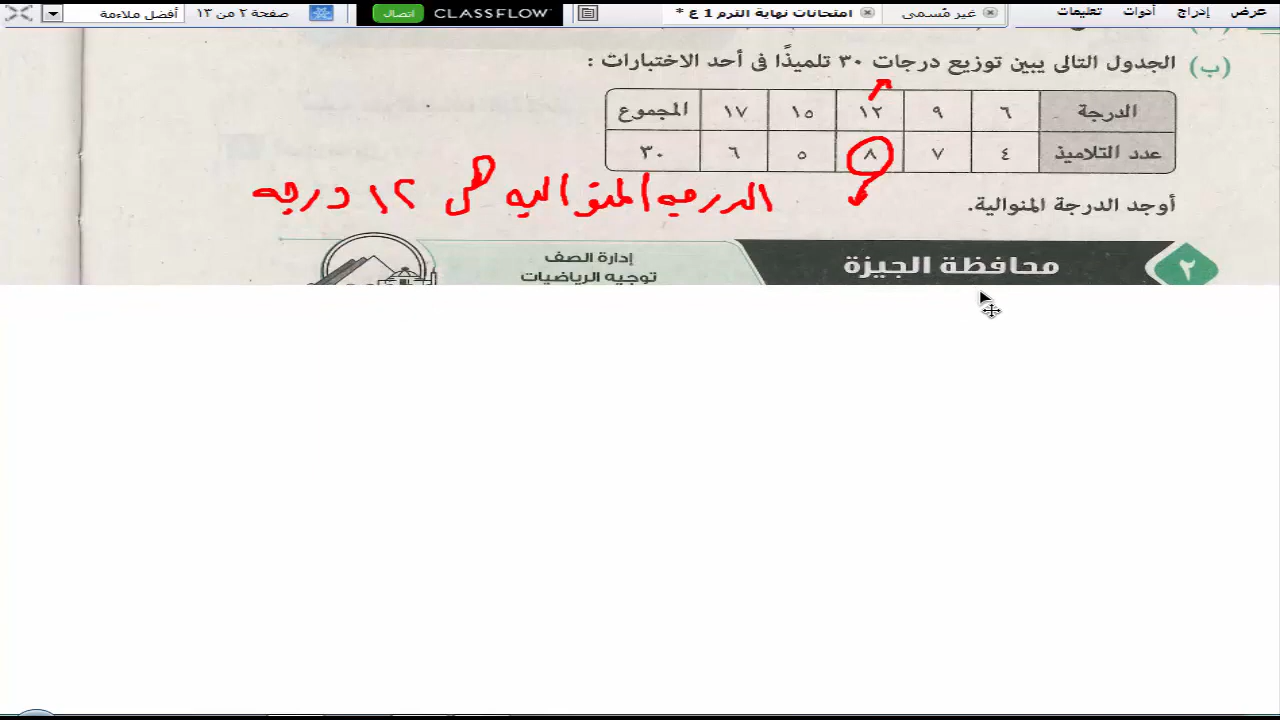 عرض إدراج أدوات تعليمات غير مُسمى امتحانات نهاية الترم 1 ع * CLASSFLOW اتصال صفحة ٢ من ١٣ أفضل ملاءمة
(ب) الجدول التالى يبين توزيع درجات ٣٠ تلميذًا فى أحد الاختبارات :
الدرجة ٦ ٩ ١٢ ١٥ ١٧ المجموع
عدد التلاميذ ٤ ٧ ٨ ٥ ٦ ٣٠
أوجد الدرجة المنوالية.
الدرجه المنواليه هى ١٢ درجه
٢ محافظة الجيزة
إدارة الصف
توجيه الرياضيات